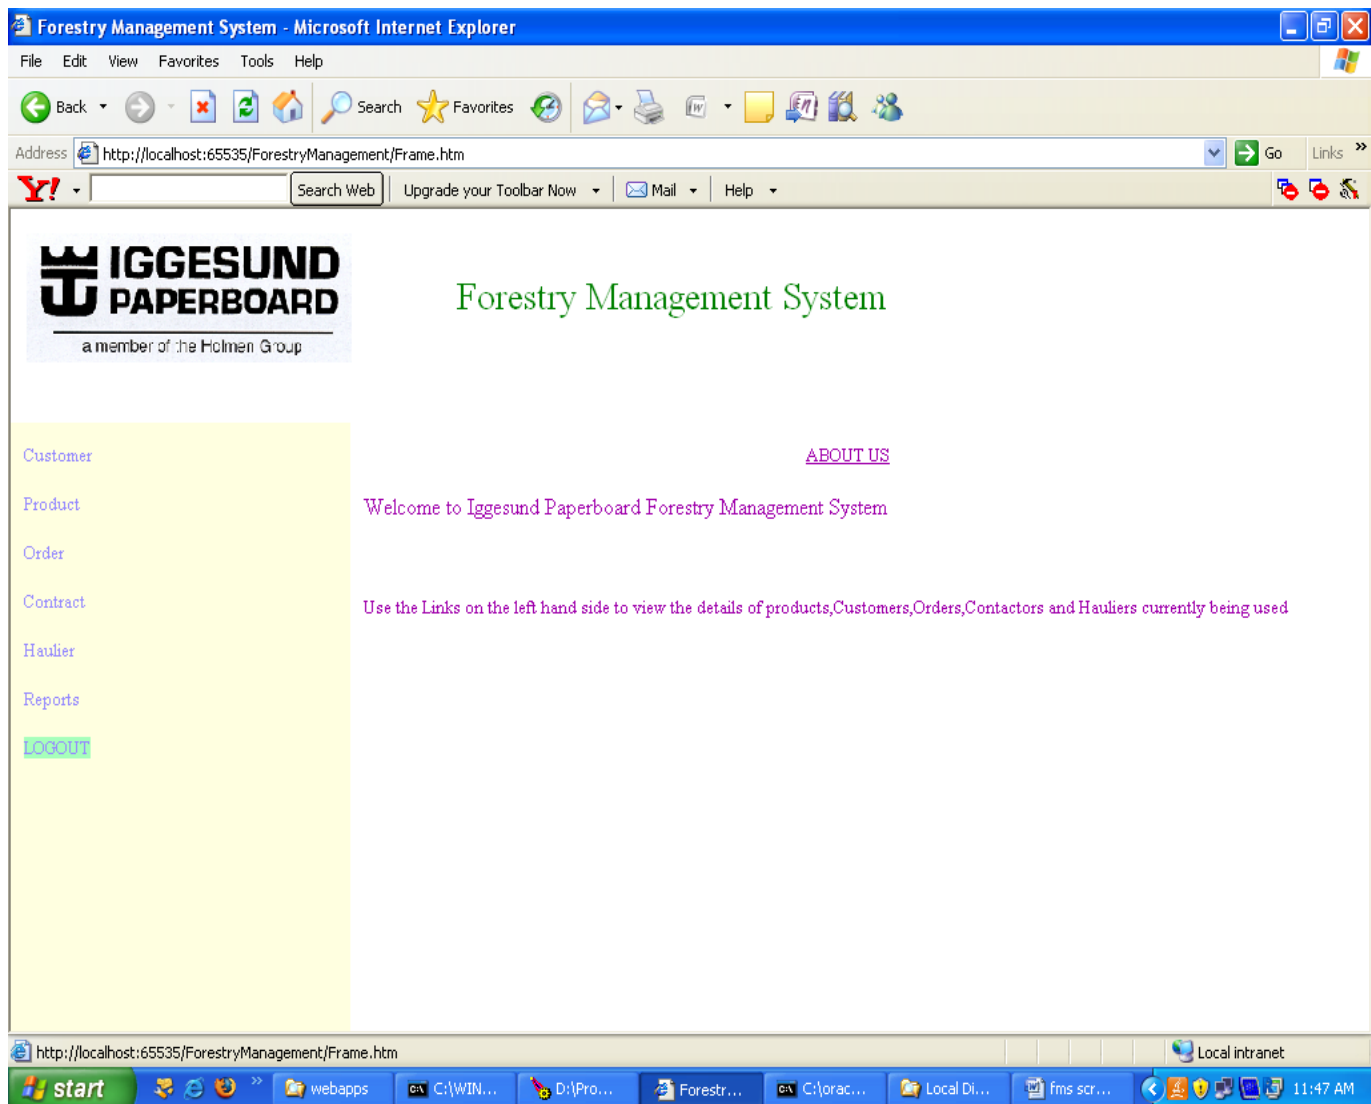 Forestry Management System - Microsoft Internet Explorer
File Edit View Favorites Tools Help
Back Search Favorites
Address http://localhost:65535/ForestryManagement/Frame.htm Go Links »
Y! Search Web Upgrade your Toolbar Now Mail Help
IGGESUND
PAPERBOARD
a member of the Holmen Group
Forestry Management System
Customer
Product
Order
Contract
Haulier
Reports
LOGOUT
ABOUT US
Welcome to Iggesund Paperboard Forestry Management System
Use the Links on the left hand side to view the details of products,Customers,Orders,Contactors and Hauliers currently being used
http://localhost:65535/ForestryManagement/Frame.htm Local intranet
start » webapps C:\WIN... D:\Pro... Forestr... C:\orac... Local Di... fms scr... 11:47 AM